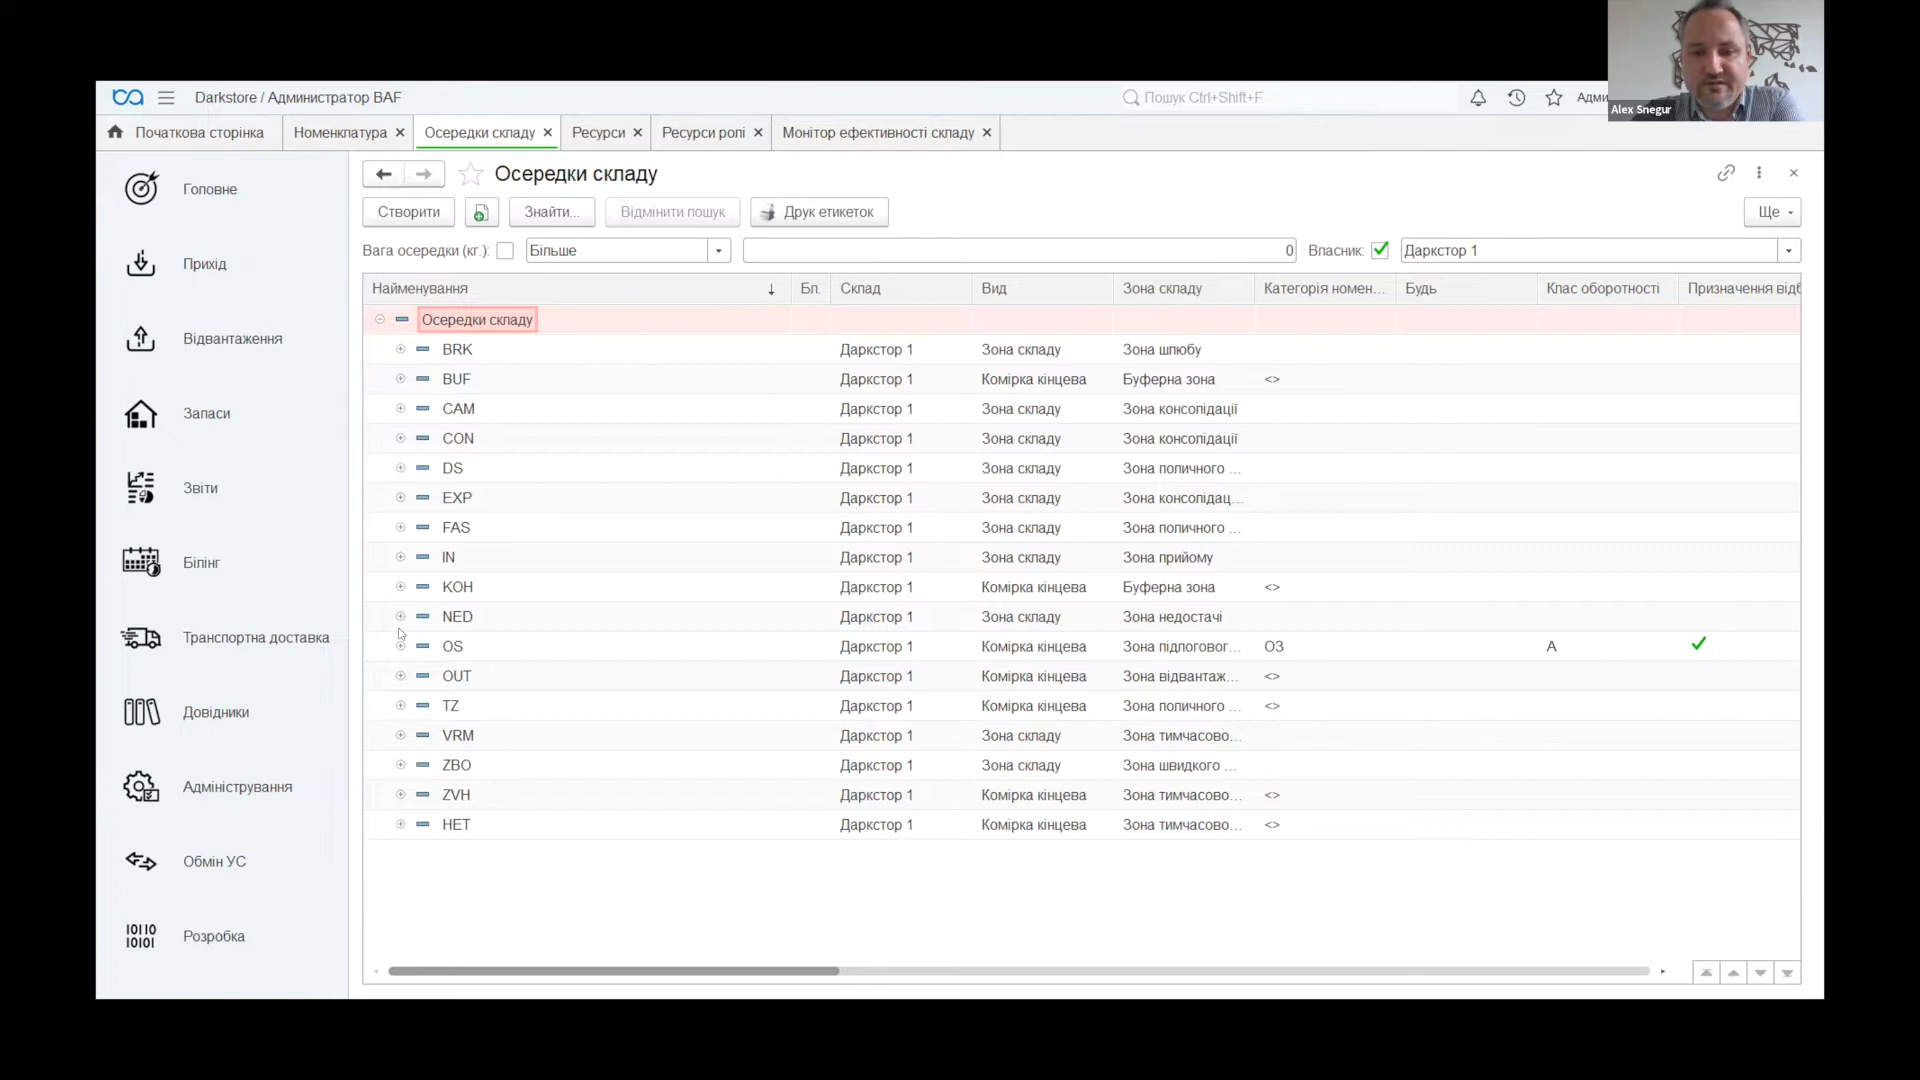 Alex Snegur
Darkstore / Администратор BAF
Пошук Ctrl+Shift+F
Адми
Початкова сторінка
Номенклатура
Осередки складу
Ресурси
Ресурси ролі
Монітор ефективності складу
Осередки складу
Створити
Знайти...
Відмінити пошук
Друк етикеток
Ще
Вага осередки (кг.):
Більше
0
Власник:
Даркстор 1
Найменування ↓ Бл. Склад Вид Зона складу Категорія номен... Будь Клас оборотності Призначення відб
Осередки складу
BRK Даркстор 1 Зона складу Зона шлюбу
BUF Даркстор 1 Комірка кінцева Буферна зона <>
CAM Даркстор 1 Зона складу Зона консолідації
CON Даркстор 1 Зона складу Зона консолідації
DS Даркстор 1 Зона складу Зона поличного ...
EXP Даркстор 1 Зона складу Зона консолідац...
FAS Даркстор 1 Зона складу Зона поличного ...
IN Даркстор 1 Зона складу Зона прийому
KOH Даркстор 1 Комірка кінцева Буферна зона <>
NED Даркстор 1 Зона складу Зона недостачі
OS Даркстор 1 Комірка кінцева Зона підлоговог... ОЗ A
OUT Даркстор 1 Комірка кінцева Зона відвантаж... <>
TZ Даркстор 1 Комірка кінцева Зона поличного ... <>
VRM Даркстор 1 Зона складу Зона тимчасово...
ZBO Даркстор 1 Зона складу Зона швидкого ...
ZVH Даркстор 1 Комірка кінцева Зона тимчасово... <>
НЕТ Даркстор 1 Комірка кінцева Зона тимчасово... <>
Головне
Прихід
Відвантаження
Запаси
Звіти
Білінг
Транспортна доставка
Довідники
Адміністрування
Обмін УС
Розробка